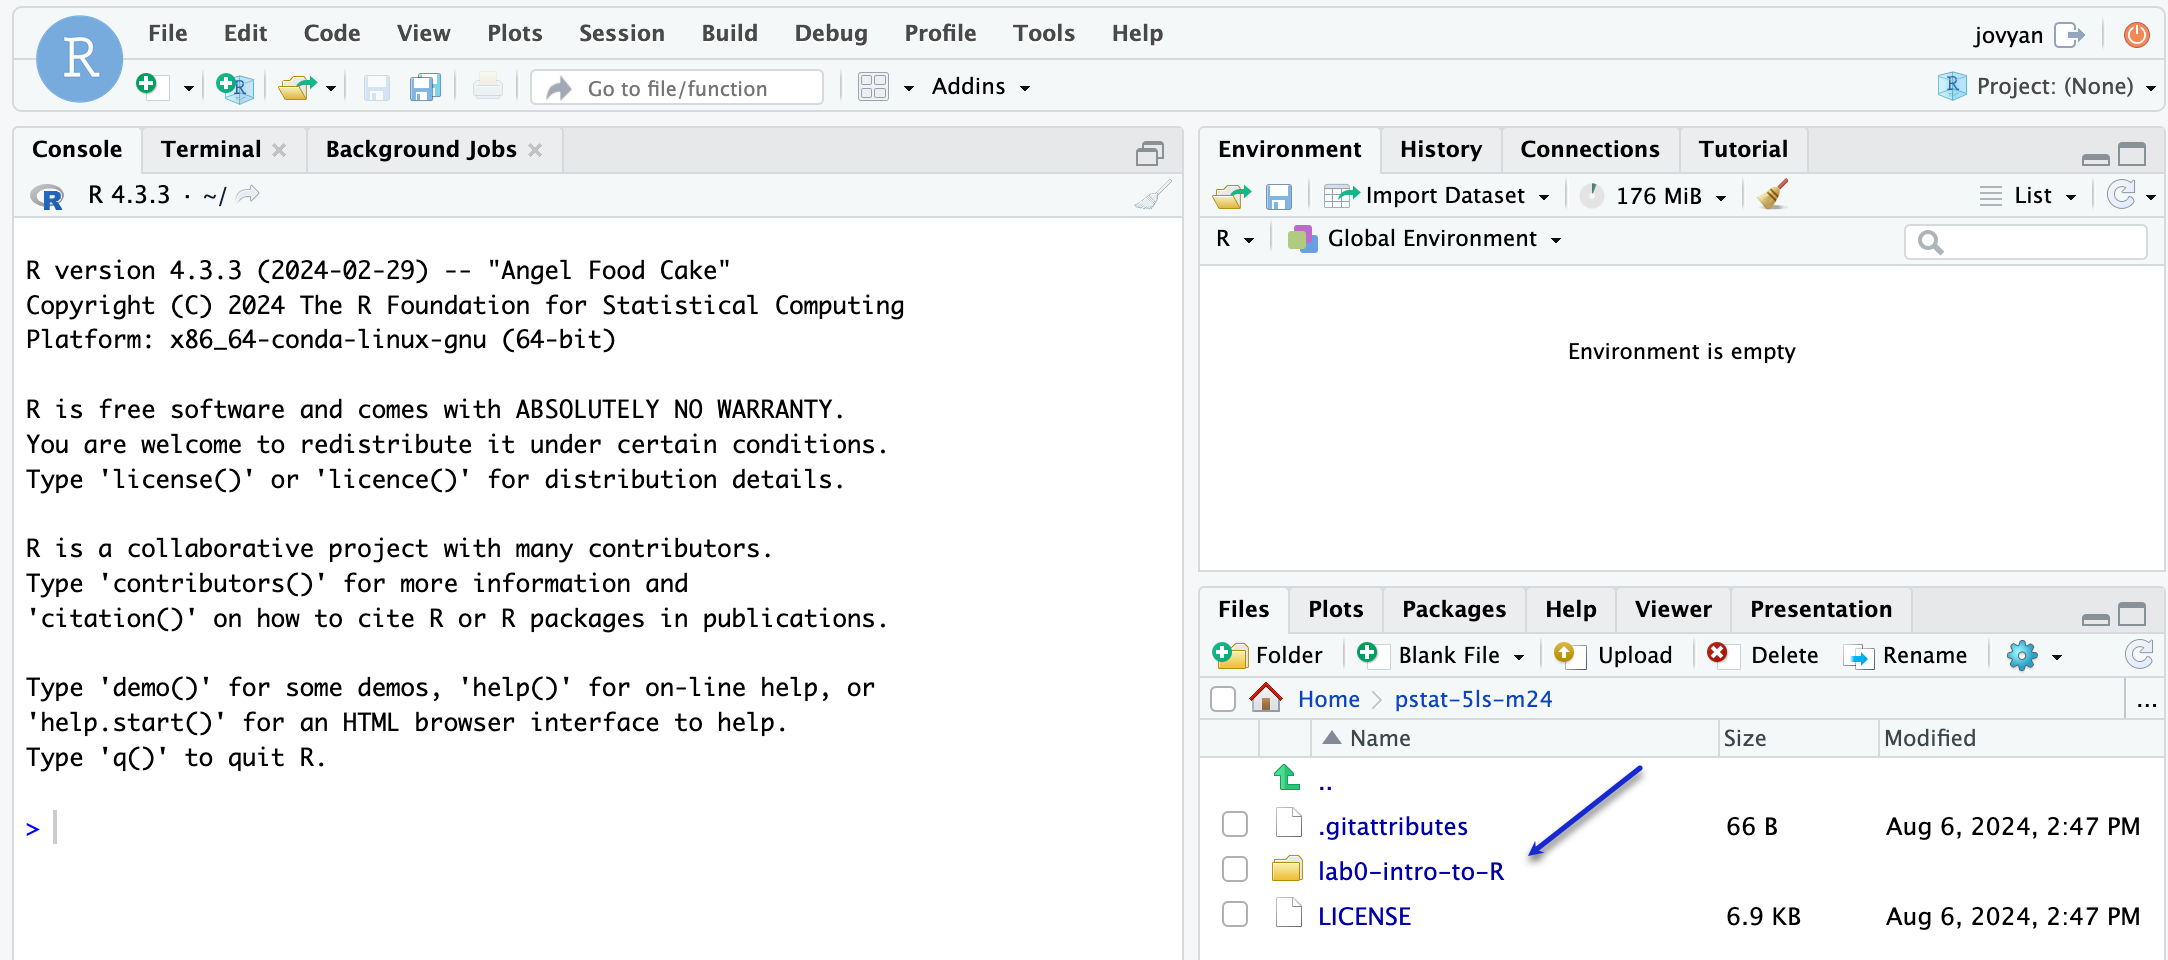 R File Edit Code View Plots Session Build Debug Profile Tools Help jovyan
R Go to file/function Addins R Project: (None)
Console Terminal Background Jobs
R R 4.3.3 · ~/
R version 4.3.3 (2024-02-29) -- "Angel Food Cake"
Copyright (C) 2024 The R Foundation for Statistical Computing
Platform: x86_64-conda-linux-gnu (64-bit)
R is free software and comes with ABSOLUTELY NO WARRANTY.
You are welcome to redistribute it under certain conditions.
Type 'license()' or 'licence()' for distribution details.
R is a collaborative project with many contributors.
Type 'contributors()' for more information and
'citation()' on how to cite R or R packages in publications.
Type 'demo()' for some demos, 'help()' for on-line help, or
'help.start()' for an HTML browser interface to help.
Type 'q()' to quit R.
>
Environment History Connections Tutorial
Import Dataset 176 MiB List
R Global Environment
Environment is empty
Files Plots Packages Help Viewer Presentation
Folder Blank File Upload Delete Rename
Home pstat-5ls-m24 ...
Name Size Modified
..
.gitattributes 66 B Aug 6, 2024, 2:47 PM
lab0-intro-to-R
LICENSE 6.9 KB Aug 6, 2024, 2:47 PM